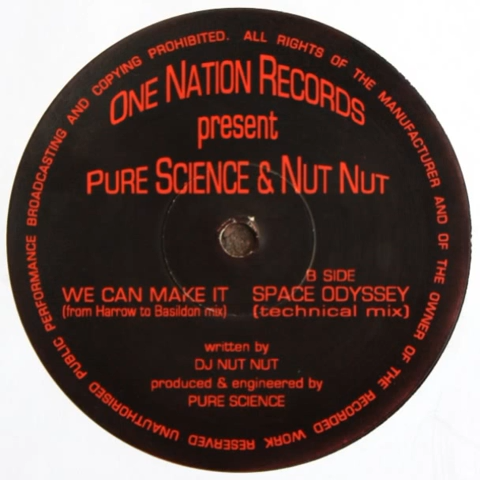 ALL RIGHTS OF THE MANUFACTURER AND OF THE OWNER OF THE RECORDED WORK RESERVED UNAUTHORISED PUBLIC PERFORMANCE BROADCASTING AND COPYING PROHIBITED.
ONE NATION RECORDS
present
PURE SCIENCE & NUT NUT
B SIDE
WE CAN MAKE IT SPACE ODYSSEY
(from Harrow to Basildon mix) (technical mix)
written by
DJ NUT NUT
produced & engineered by
PURE SCIENCE